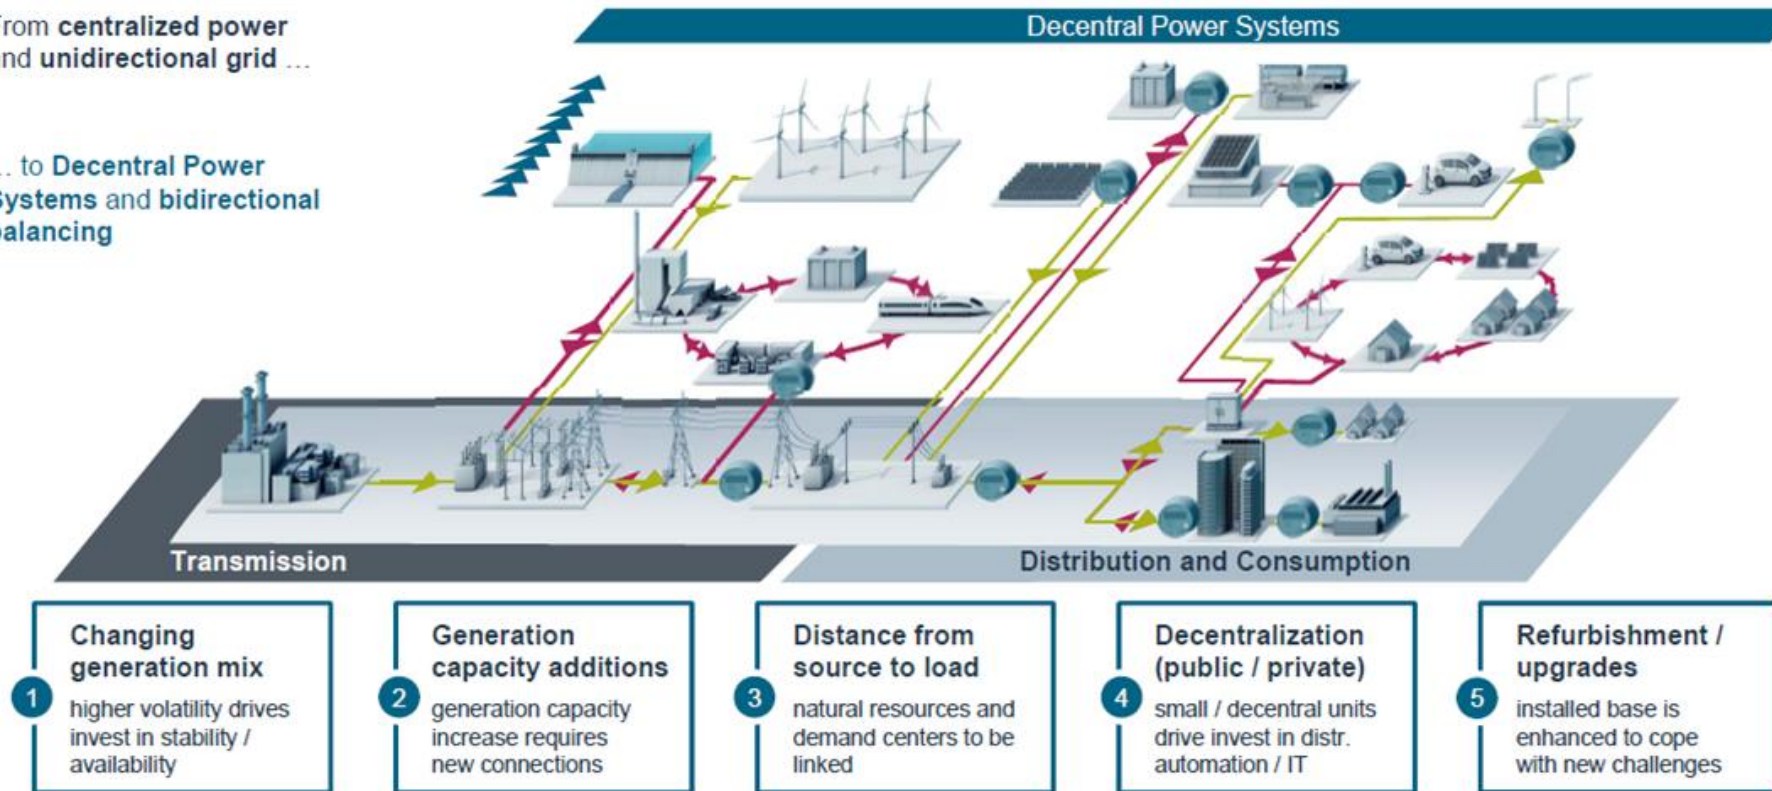 rom centralized power
nd unidirectional grid …
.. to Decentral Power
Systems and bidirectional
balancing
Decentral Power Systems
Transmission
Distribution and Consumption
1
Changing
generation mix
higher volatility drives
invest in stability /
availability
2
Generation
capacity additions
generation capacity
increase requires
new connections
3
Distance from
source to load
natural resources and
demand centers to be
linked
4
Decentralization
(public / private)
small / decentral units
drive invest in distr.
automation / IT
5
Refurbishment /
upgrades
installed base is
enhanced to cope
with new challenges